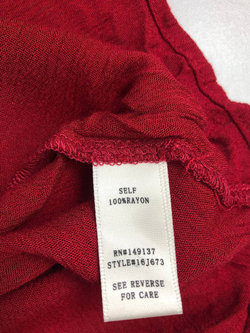 SELF
100%RAYON
RN#149137
STYLE#16J673
SEE REVERSE
FOR CARE